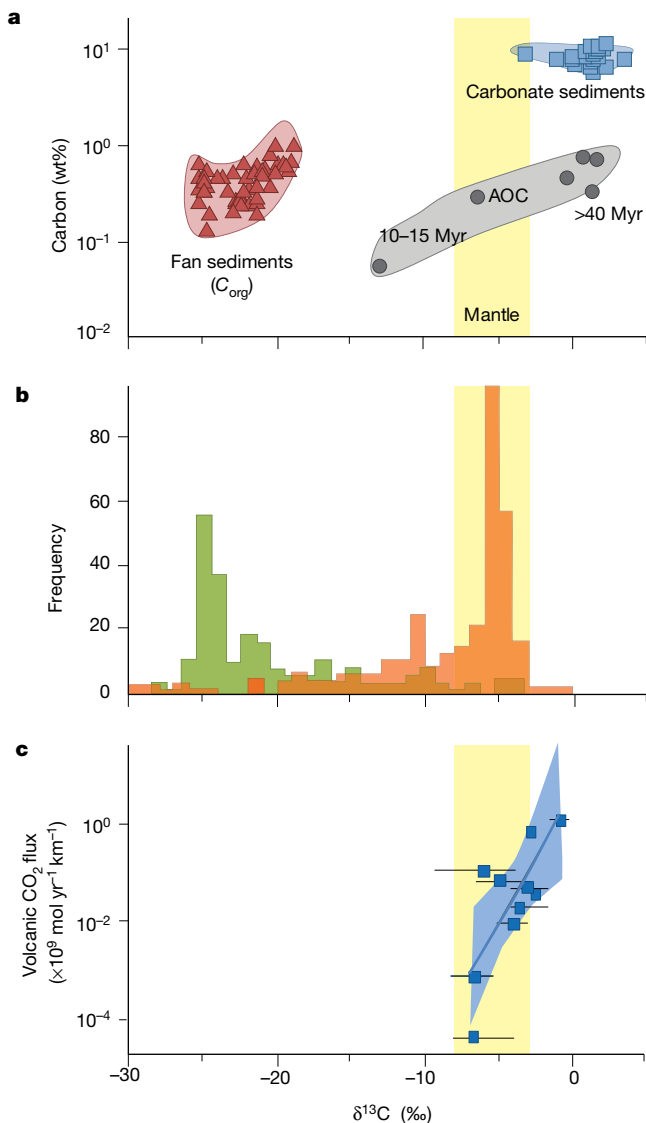 a
10¹
Carbonate sediments
10⁰
Carbon (wt%)
AOC
>40 Myr
10⁻¹
10–15 Myr
Fan sediments
(Corg)
Mantle
10⁻²
b
80
60
Frequency
40
20
0
c
10⁰
Volcanic CO₂ flux
(×10⁹ mol yr⁻¹ km⁻¹)
10⁻²
10⁻⁴
−30
−20
−10
0
δ¹³C (‰)